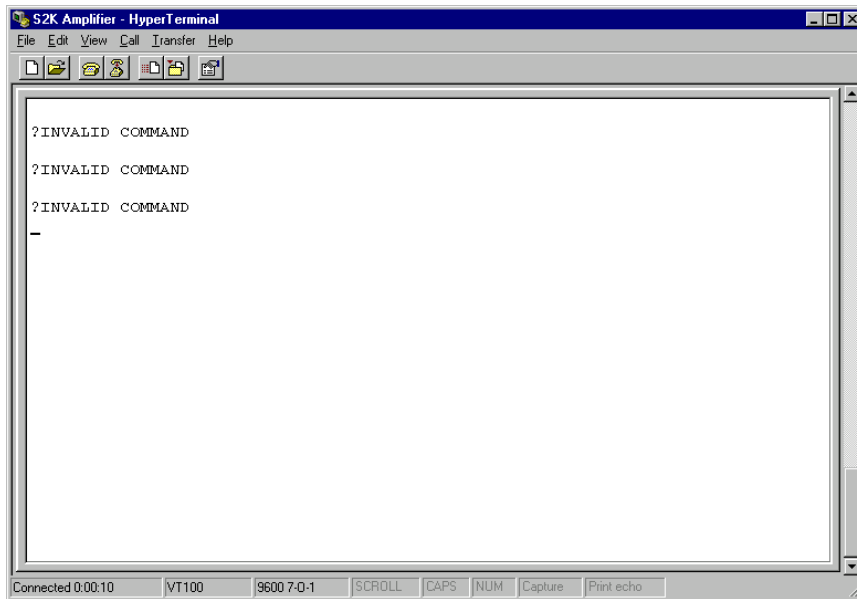 S2K Amplifier - HyperTerminal
File Edit View Call Transfer Help
?INVALID COMMAND
?INVALID COMMAND
?INVALID COMMAND
Connected 0:00:10 VT100 9600 7-O-1 SCROLL CAPS NUM Capture Print echo